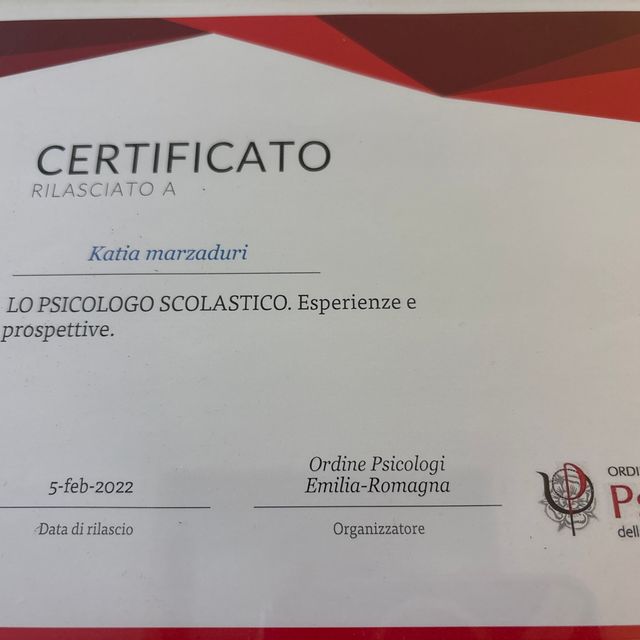 CERTIFICATO
RILASCIATO A
Katia marzaduri
LO PSICOLOGO SCOLASTICO. Esperienze e
prospettive.
5-feb-2022
Data di rilascio
Ordine Psicologi
Emilia-Romagna
Organizzatore